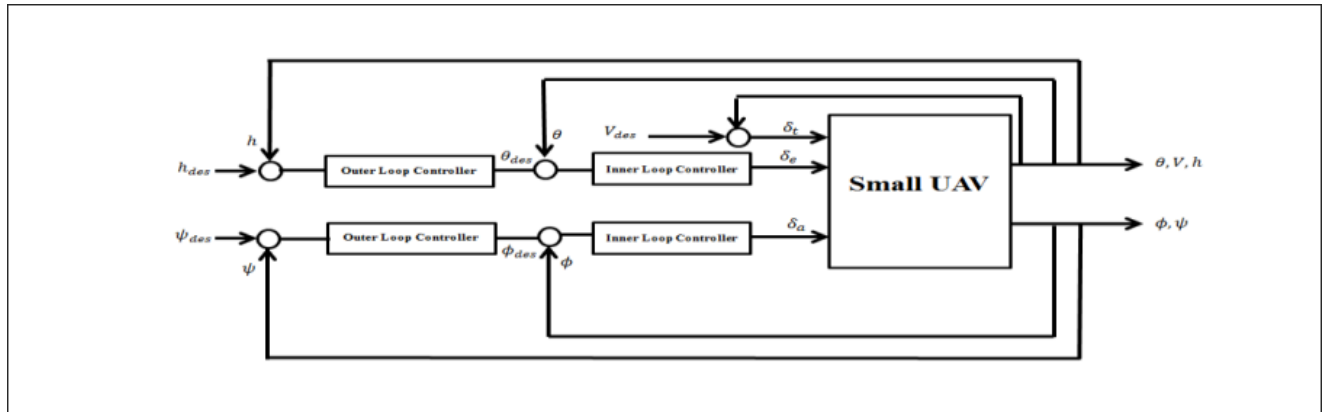 h
θ
V_des
δ_t
h_des
Outer Loop Controller
θ_des
Inner Loop Controller
δ_e
Small UAV
θ, V, h
ψ_des
Outer Loop Controller
ϕ_des
Inner Loop Controller
δ_a
ϕ, ψ
ψ
ϕ